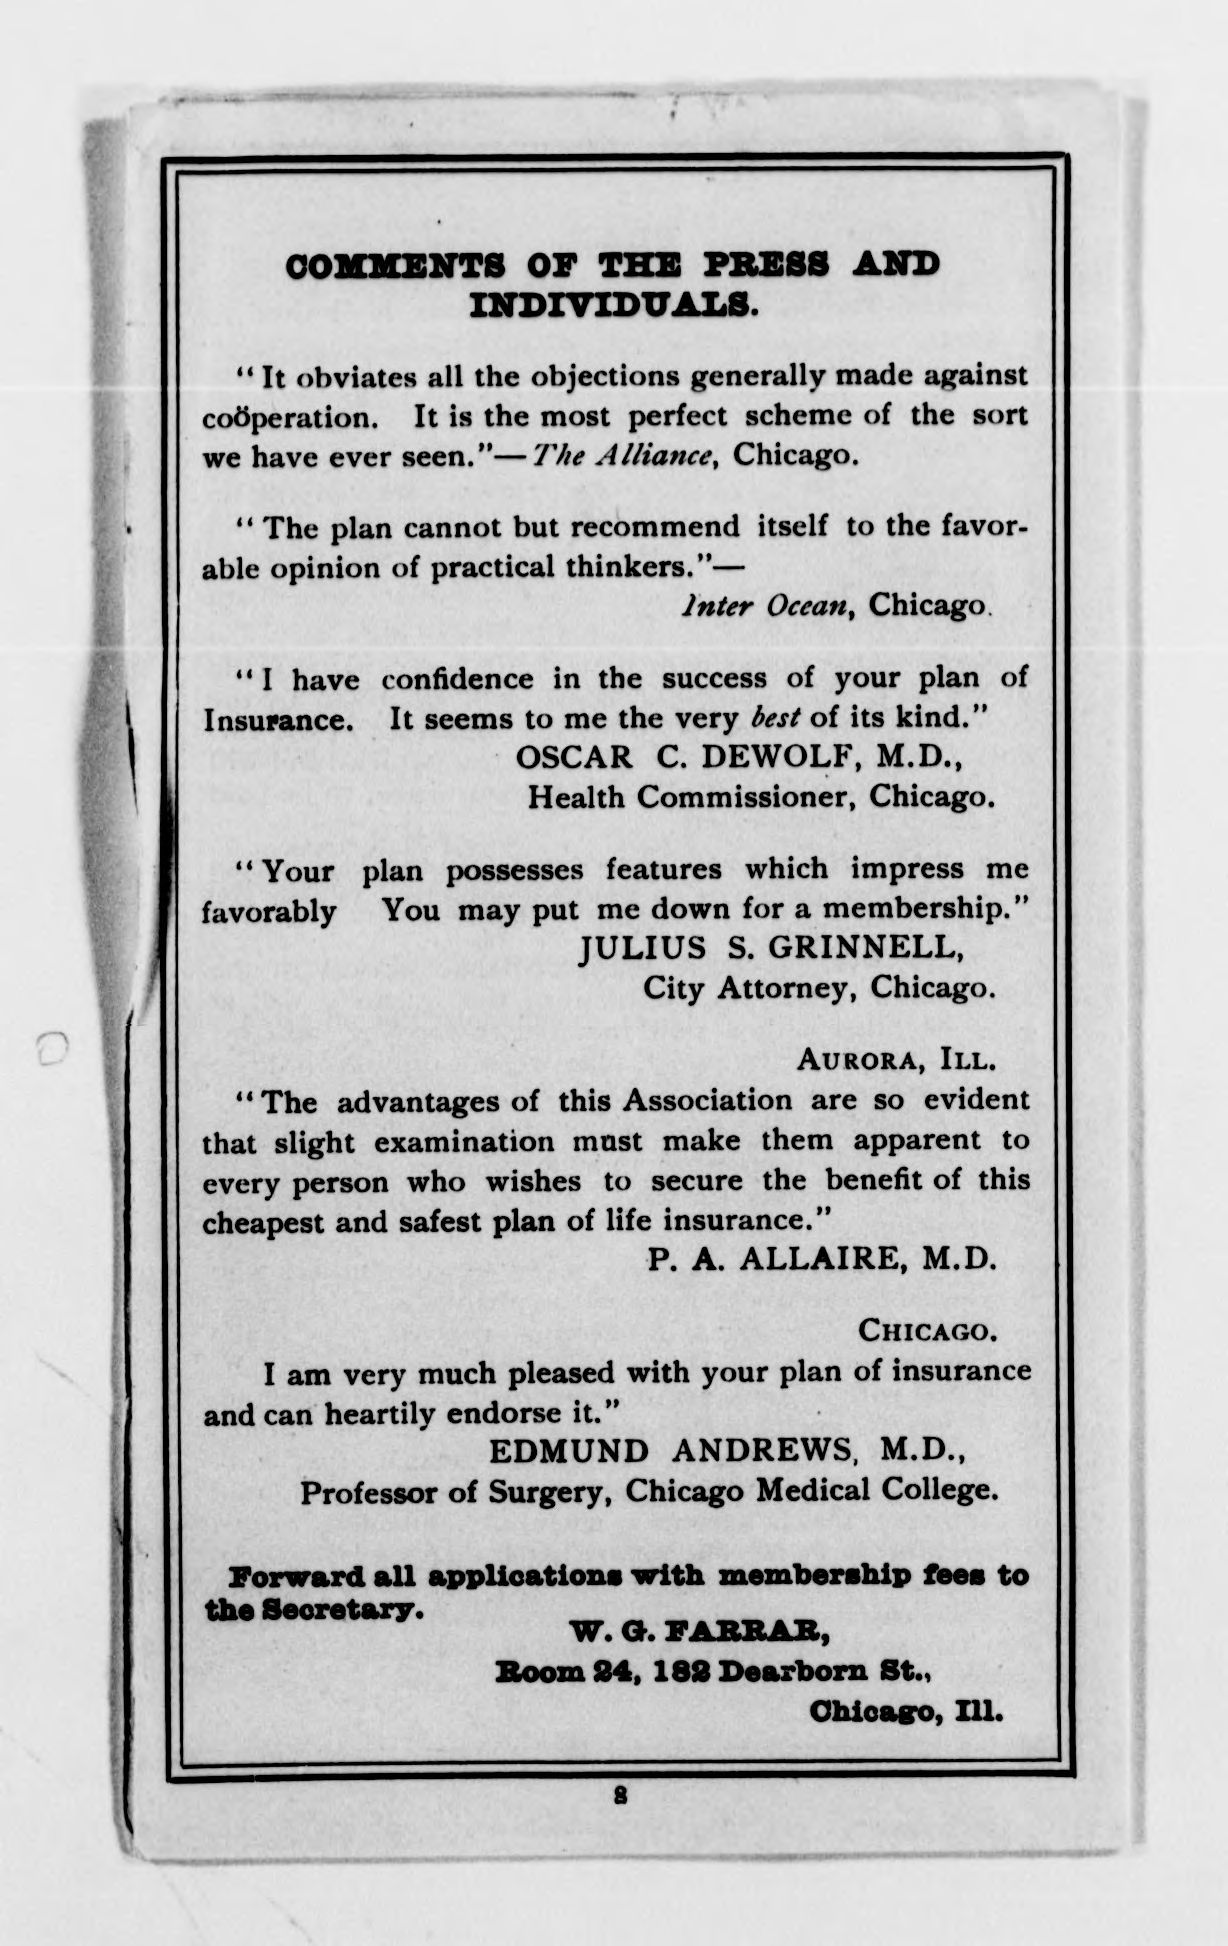 COMMENTS OF THE PRESS AND
INDIVIDUALS.
“ It obviates all the objections generally made against
coöperation. It is the most perfect scheme of the sort
we have ever seen.”— The Alliance, Chicago.
“ The plan cannot but recommend itself to the favor-
able opinion of practical thinkers.”—
Inter Ocean, Chicago.
“ I have confidence in the success of your plan of
Insurance. It seems to me the very best of its kind.”
OSCAR C. DEWOLF, M.D.,
Health Commissioner, Chicago.
“ Your plan possesses features which impress me
favorably You may put me down for a membership.”
JULIUS S. GRINNELL,
City Attorney, Chicago.
AURORA, ILL.
“ The advantages of this Association are so evident
that slight examination must make them apparent to
every person who wishes to secure the benefit of this
cheapest and safest plan of life insurance.”
P. A. ALLAIRE, M.D.
CHICAGO.
I am very much pleased with your plan of insurance
and can heartily endorse it.”
EDMUND ANDREWS, M.D.,
Professor of Surgery, Chicago Medical College.
Forward all applications with membership fees to
the Secretary.
W. G. FARRAR,
Room 24, 182 Dearborn St.,
Chicago, Ill.
8